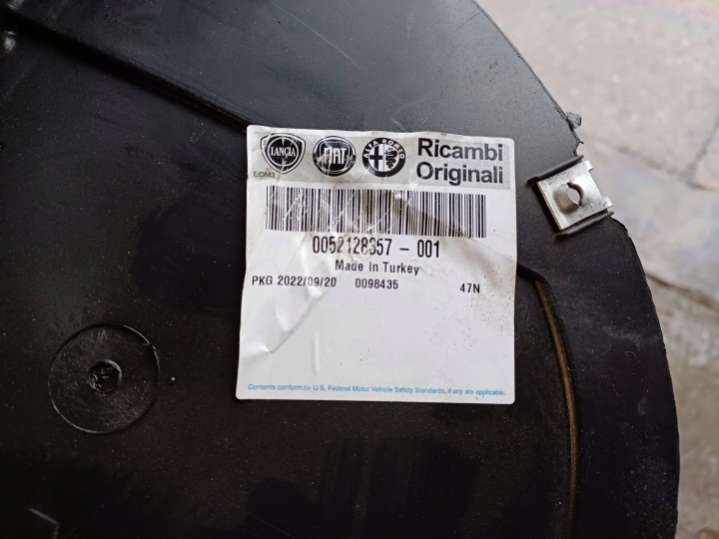 LANCIA FIAT ALFA ROMEO Ricambi
Originali
0052128357 - 001
Made in Turkey
PKG 2022/09/20 0098435 47N
Contents conform to U.S. Federal Motor Vehicle Safety Standards, if any are applicable.